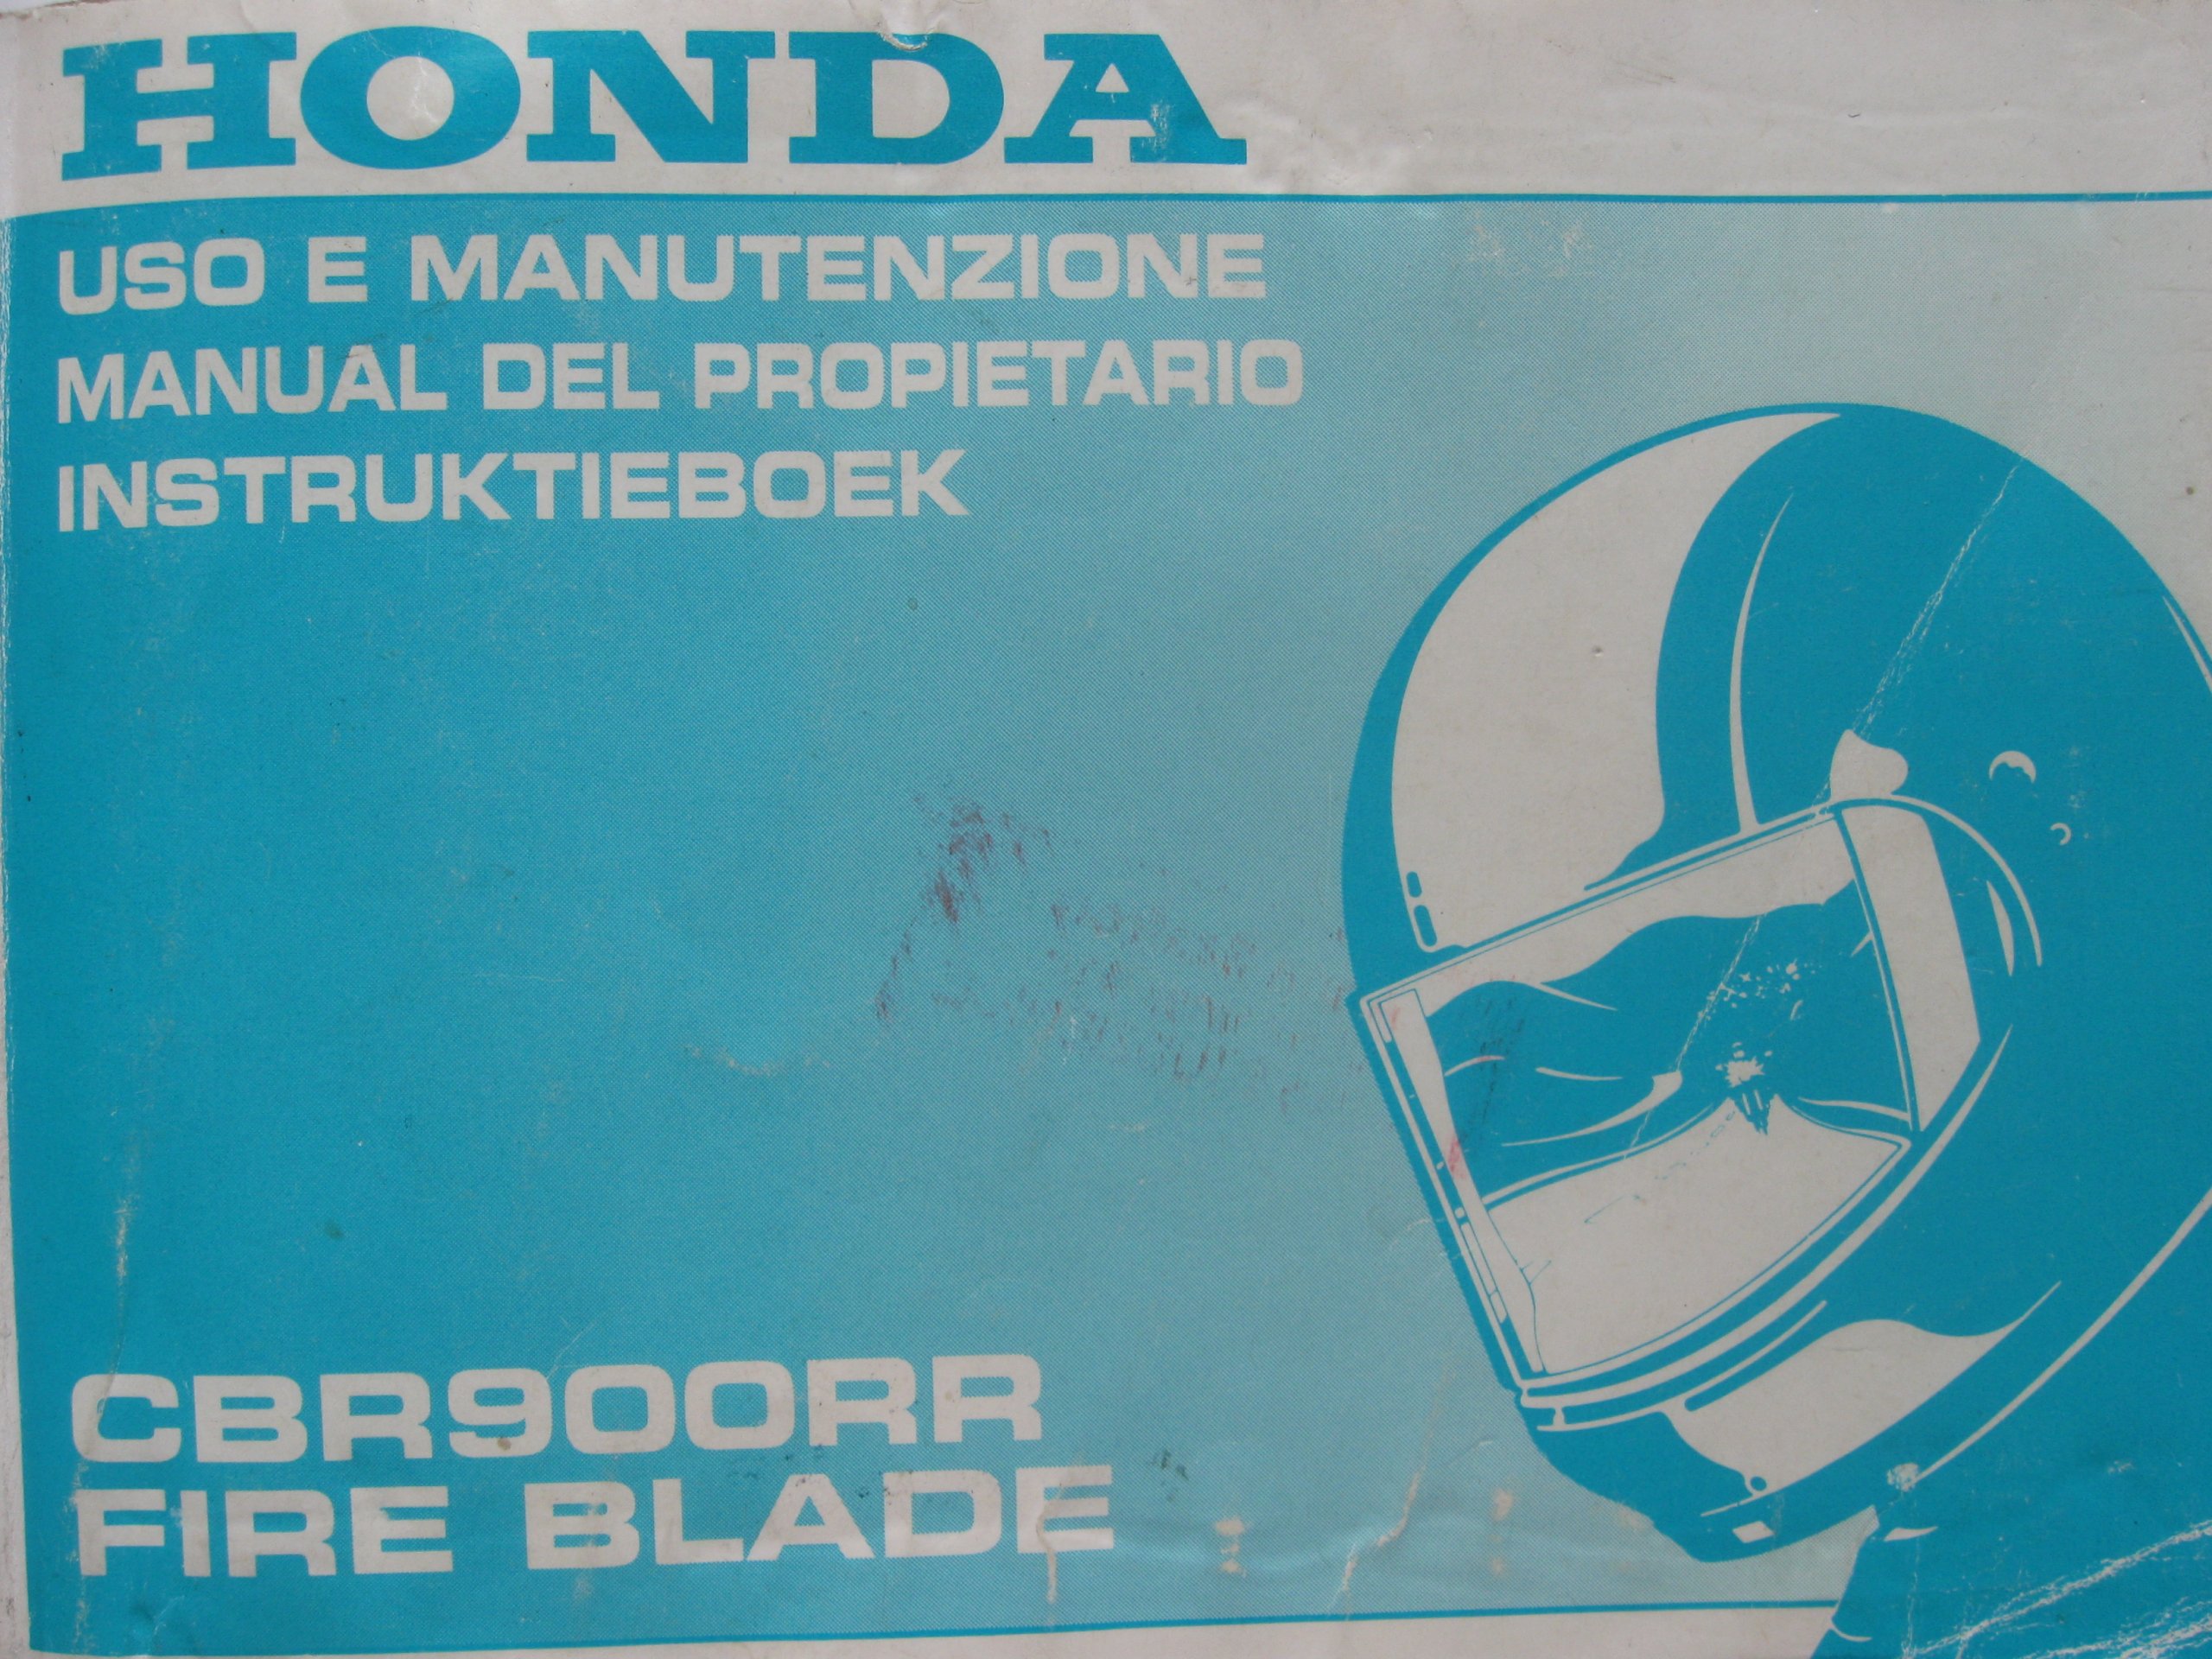 HONDA
USO E MANUTENZIONE
MANUAL DEL PROPIETARIO
INSTRUKTIEBOEK
CBR900RR
FIRE BLADE